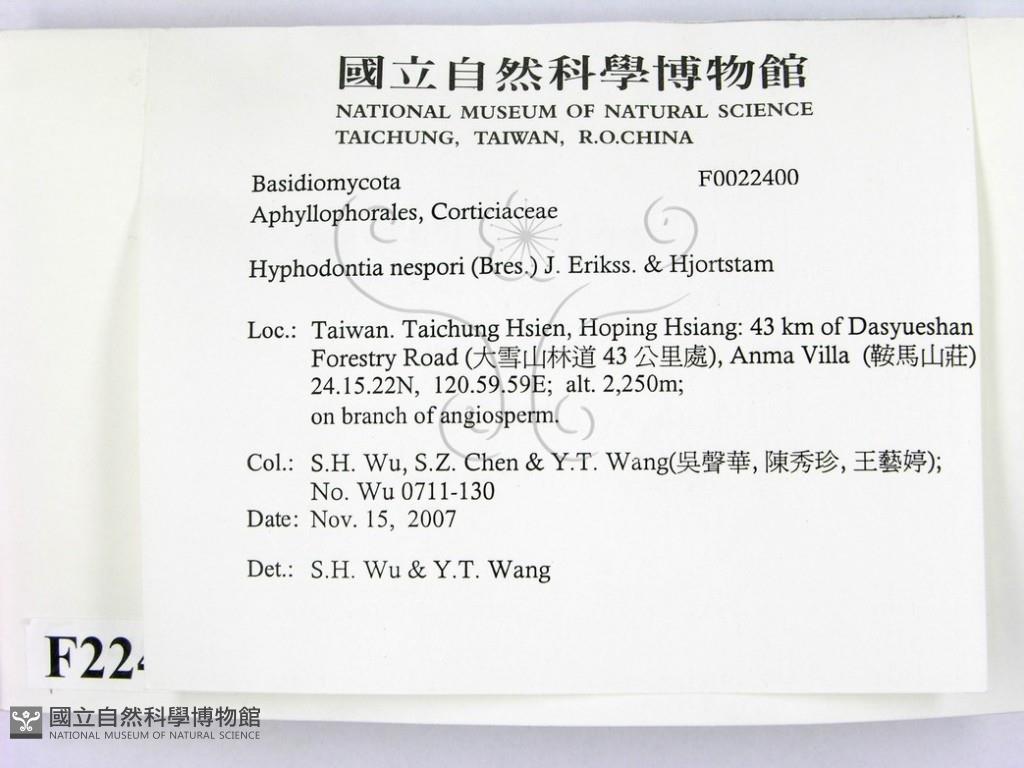 國立自然科學博物館
NATIONAL MUSEUM OF NATURAL SCIENCE
TAICHUNG, TAIWAN, R.O.CHINA
Basidiomycota F0022400
Aphyllophorales, Corticiaceae
Hyphodontia nespori (Bres.) J. Erikss. & Hjortstam
Loc.: Taiwan. Taichung Hsien, Hoping Hsiang: 43 km of Dasyueshan
Forestry Road (大雪山林道 43 公里處), Anma Villa (鞍馬山莊)
24.15.22N, 120.59.59E; alt. 2,250m;
on branch of angiosperm.
Col.: S.H. Wu, S.Z. Chen & Y.T. Wang(吳聲華, 陳秀珍, 王藝婷);
No. Wu 0711-130
Date: Nov. 15, 2007
Det.: S.H. Wu & Y.T. Wang
F224
國立自然科學博物館
NATIONAL MUSEUM OF NATURAL SCIENCE